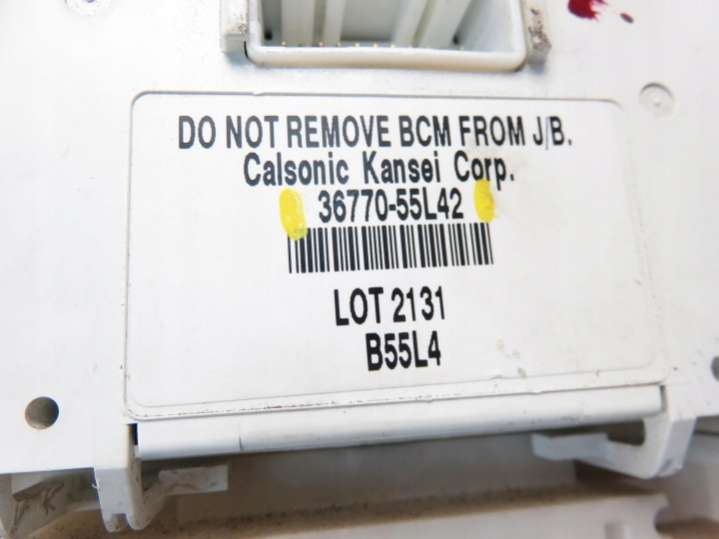 DO NOT REMOVE BCM FROM J/B.
Calsonic Kansei Corp.
36770-55L42
LOT 2131
B55L4